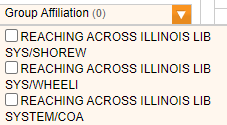 Group Affiliation (0)
REACHING ACROSS ILLINOIS LIB
SYS/SHOREW
REACHING ACROSS ILLINOIS LIB
SYS/WHEELI
REACHING ACROSS ILLINOIS LIB
SYSTEM/COA